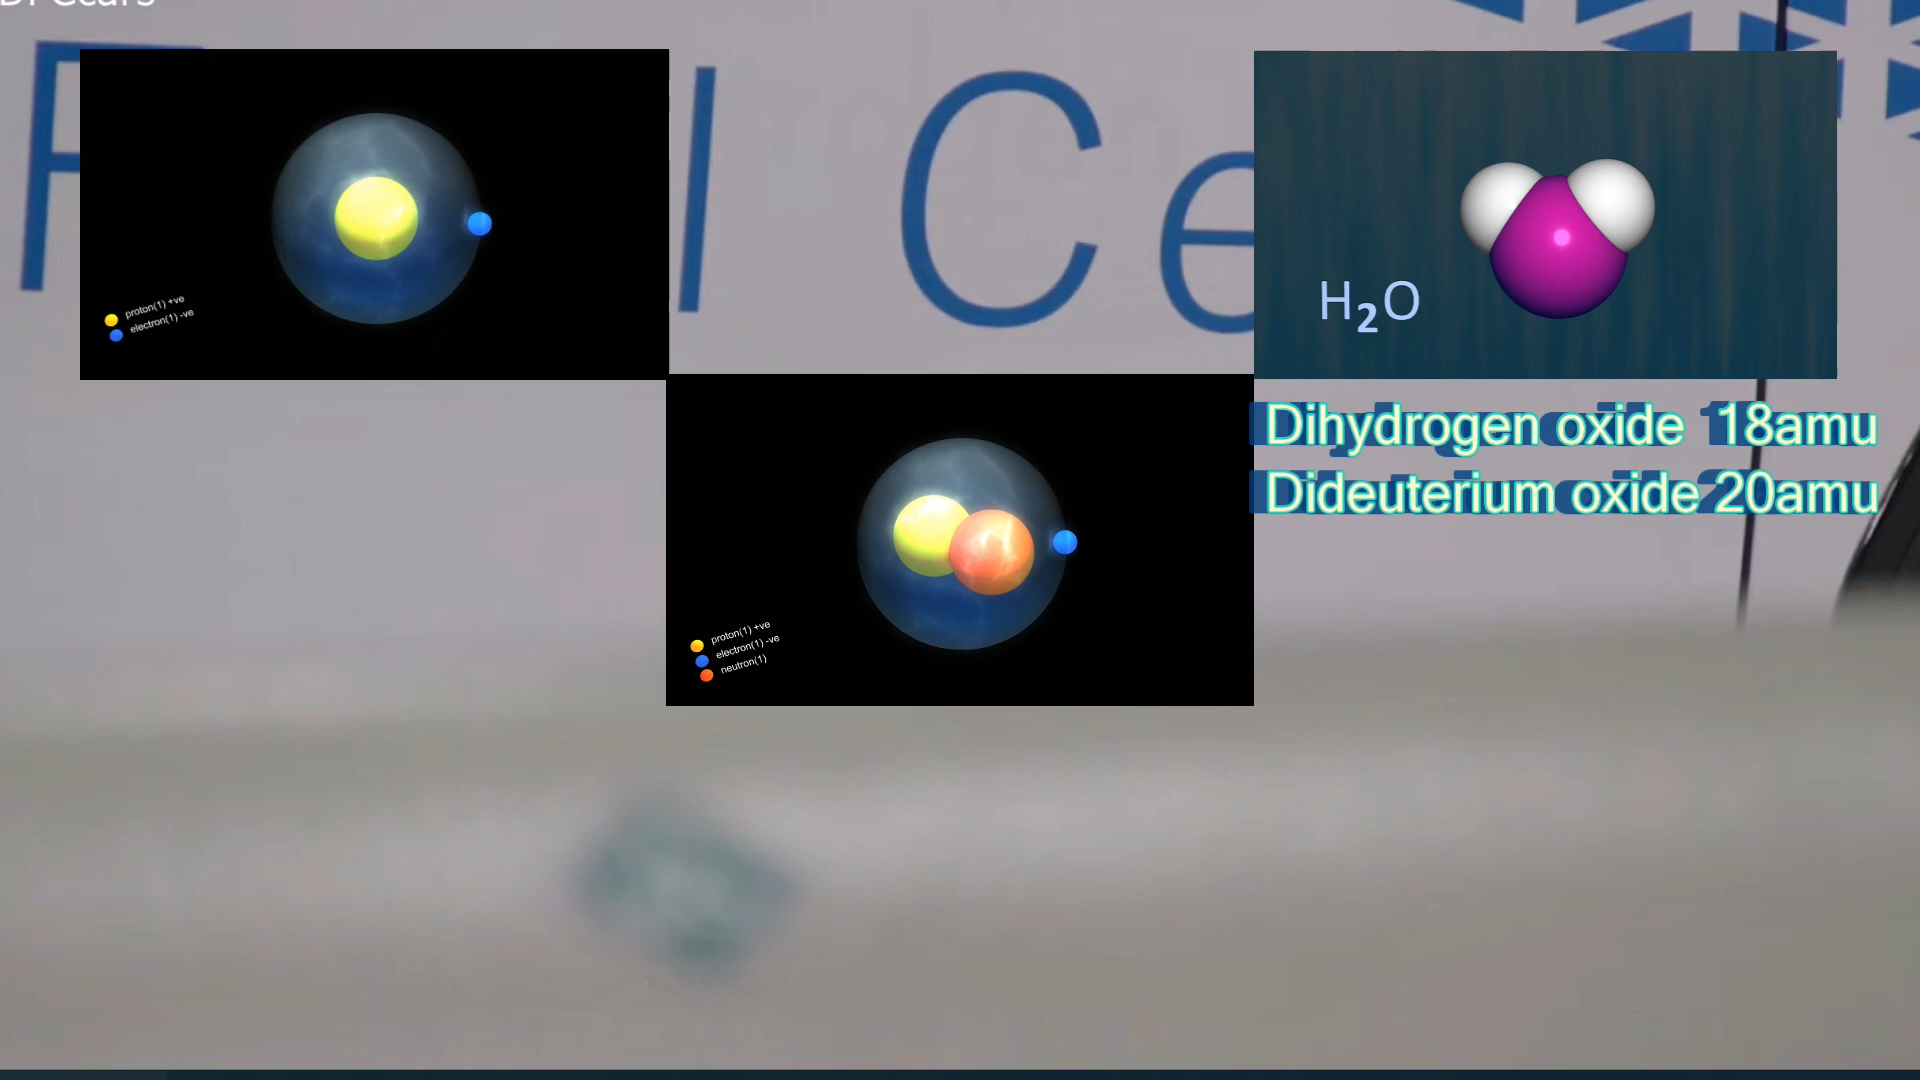 l Ce
proton(1) +ve
electron(1) -ve
H₂O
Dihydrogen oxide 18amu
Dideuterium oxide 20amu
proton(1) +ve
electron(1) -ve
neutron(1)